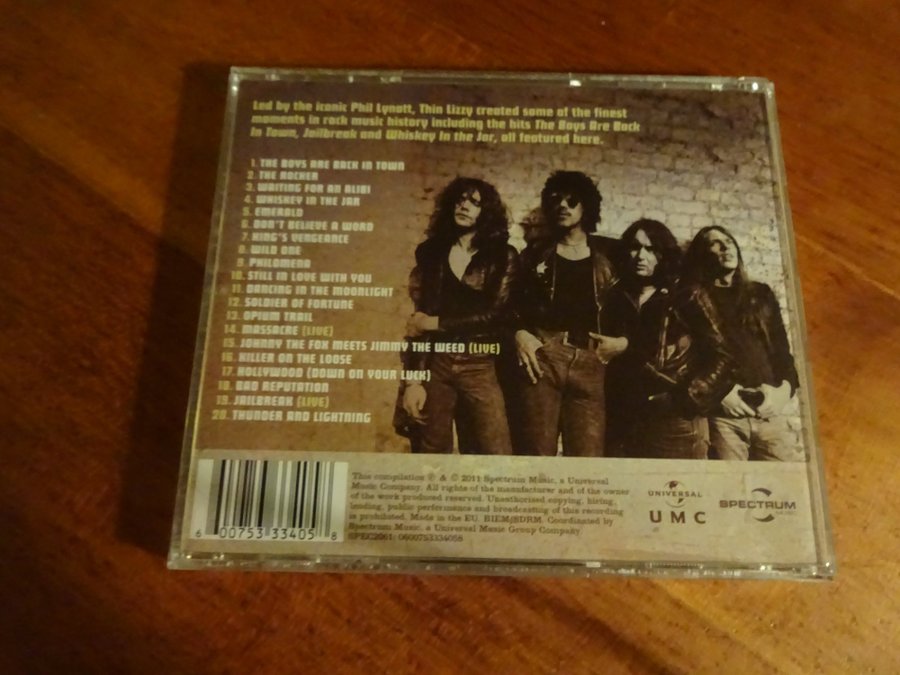 Led by the iconic Phil Lynott, Thin Lizzy created some of the finest
moments in rock music history including the hits The Boys Are Back
In Town, Jailbreak and Whiskey In the Jar, all featured here.
1. THE BOYS ARE BACK IN TOWN
2. THE ROCKER
3. WAITING FOR AN ALIBI
4. WHISKEY IN THE JAR
5. EMERALD
6. DON'T BELIEVE A WORD
7. KING'S VENGEANCE
8. WILD ONE
9. PHILOMENA
10. STILL IN LOVE WITH YOU
11. DANCING IN THE MOONLIGHT
12. SOLDIER OF FORTUNE
13. OPIUM TRAIL
14. MASSACRE (LIVE)
15. JOHNNY THE FOX MEETS JIMMY THE WEED (LIVE)
16. KILLER ON THE LOOSE
17. HOLLYWOOD (DOWN ON YOUR LUCK)
18. BAD REPUTATION
19. JAILBREAK (LIVE)
20. THUNDER AND LIGHTNING
6 00753 33405 8
This compilation ℗ & © 2011 Spectrum Music, a Universal
Music Company. All rights of the manufacturer and of the owner
of the work produced reserved. Unauthorised copying, hiring,
lending, public performance and broadcasting of this recording
is prohibited. Made in the EU. BIEM/SDRM. Coordinated by
Spectrum Music, a Universal Music Group Company
SPEC2061 0600753334058
UNIVERSAL
UMC
SPECTRUM
MUSIC